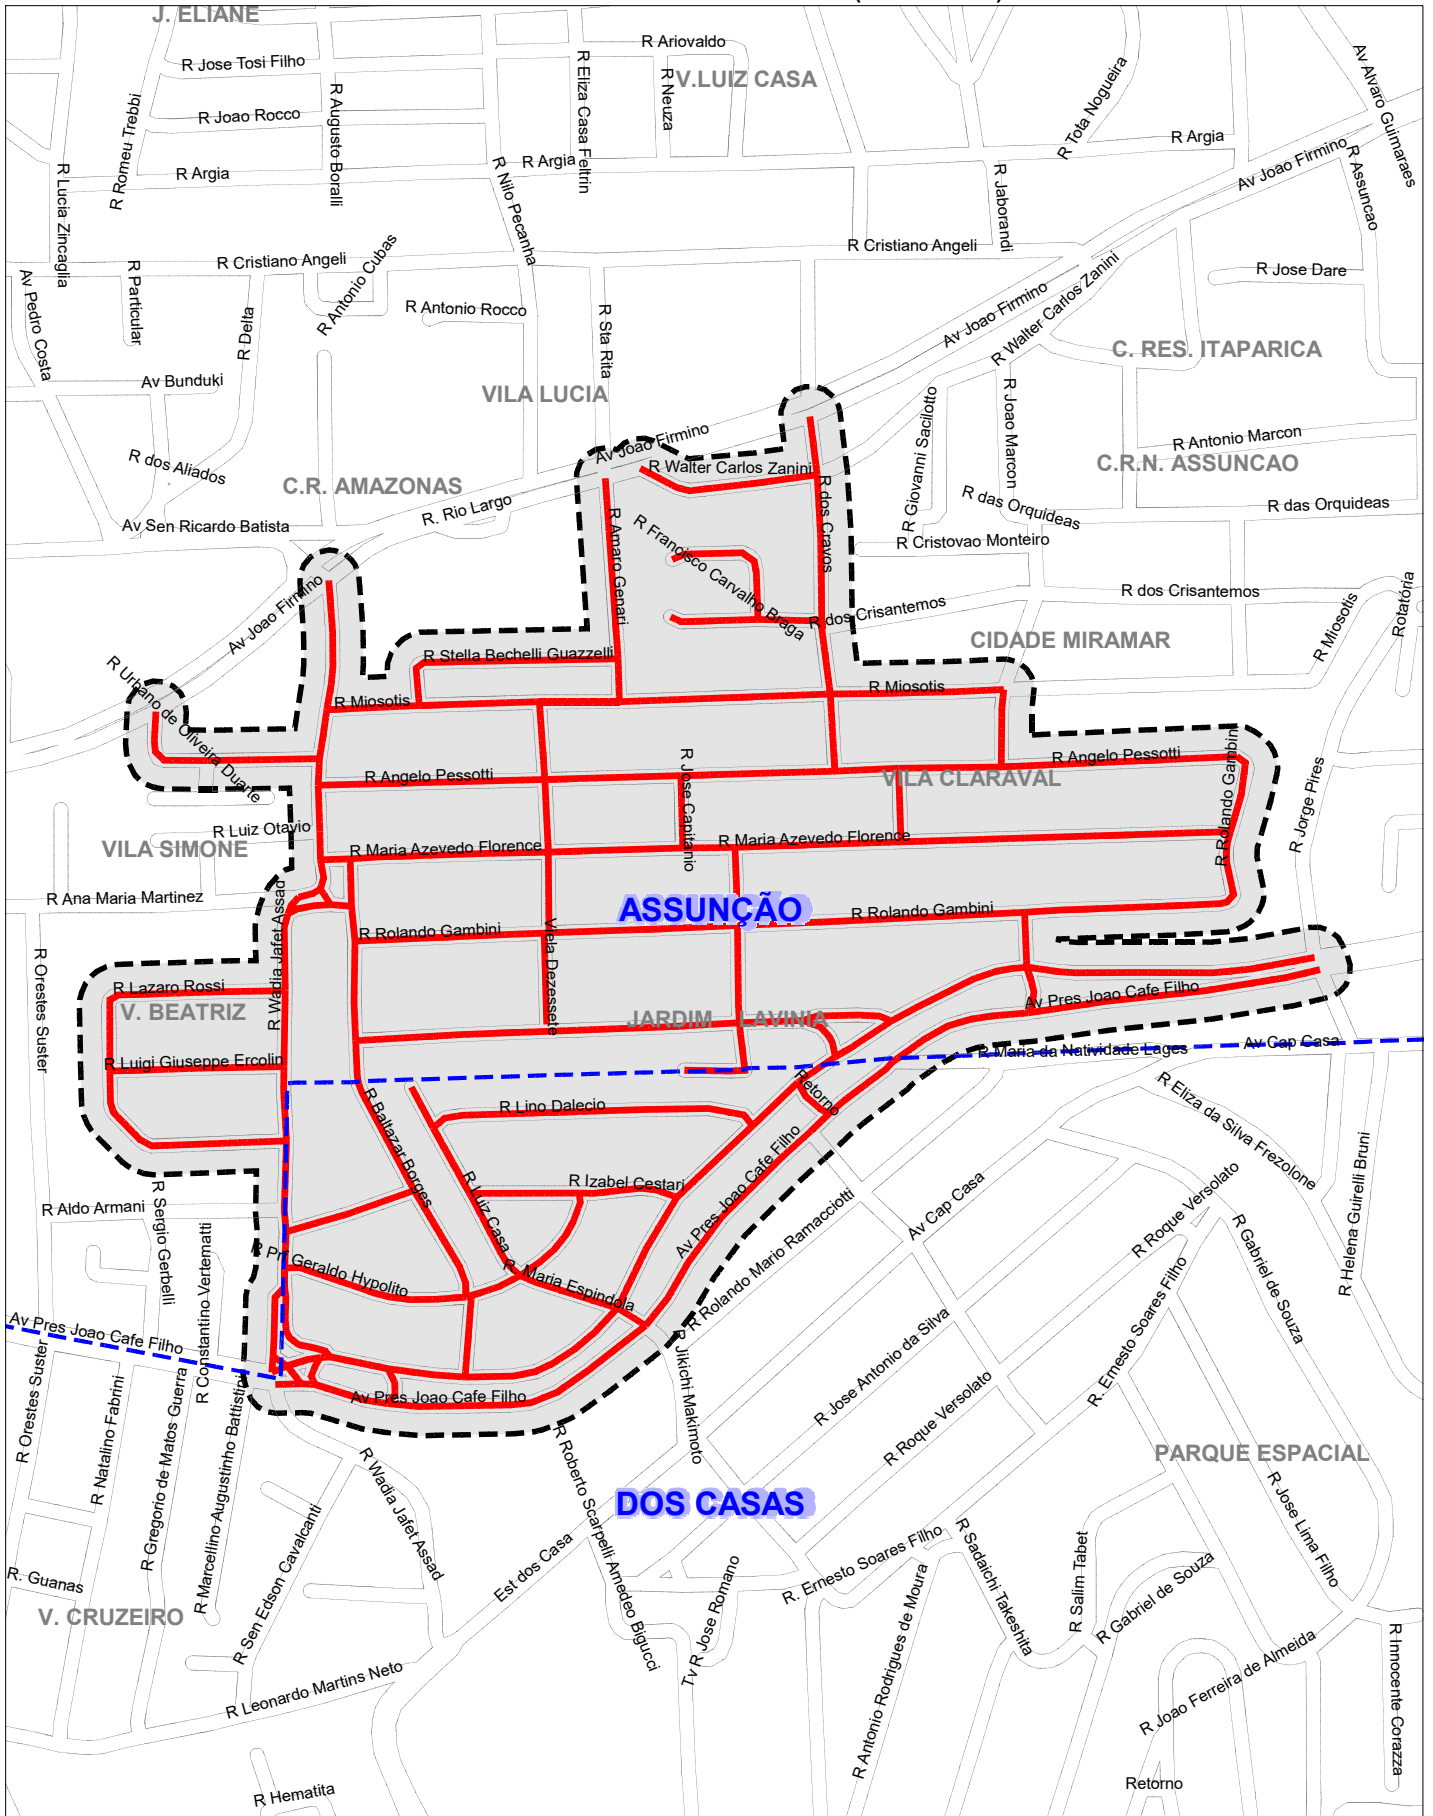 J. ELIANE
R Ariovaldo
R Jose Tosi Filho
V.LUIZ CASA
R Eliza Casa Feltrin
R Neuza
R Tota Nogueira
Av Alvaro Guimaraes
R Romeu Trebbi
R Augusto Boralli
R Joao Rocco
R Argia
R Argia
R Argia
Av Joao Firmino
R Assuncao
R Lucia Zincaglia
R Nilo Pecanha
R Jaborandi
R Cristiano Angeli
R Cristiano Angeli
R Antonio Cubas
R Jose Dare
Av Pedro Costa
R Particular
R Delta
R Antonio Rocco
R Sta Rita
Av Joao Firmino
R Walter Carlos Zanini
C. RES. ITAPARICA
Av Bunduki
VILA LUCIA
R Giovanni Sacilotto
R Joao Marcon
R Antonio Marcon
Av Joao Firmino
R dos Aliados
R Walter Carlos Zanini
C.R.N. ASSUNCAO
C.R. AMAZONAS
R das Orquideas
R das Orquideas
R. Rio Largo
Av Sen Ricardo Batista
R Amaro Genari
R Francisco Carvalho Braga
R dos Cravos
R Cristovao Monteiro
Av Joao Firmino
R dos Crisantemos
R dos Crisantemos
R Miosotis
Rotatória
CIDADE MIRAMAR
R Stella Bechelli Guazzelli
R Urbano de Oliveira Duarte
R Miosotis
R Miosotis
R Angelo Pessotti
R Angelo Pessotti
R Jose Capitanio
VILA CLARAVAL
R Rolando Gambini
R Jorge Pires
R Luiz Otavio
VILA SIMONE
R Maria Azevedo Florence
R Maria Azevedo Florence
R Ana Maria Martinez
R Wadia Jafet Assad
ASSUNÇÃO
R Rolando Gambini
R Rolando Gambini
Viela Dezessete
R Orestes Suster
R Lazaro Rossi
V. BEATRIZ
Av Pres Joao Cafe Filho
JARDIM LAVINIA
R Luigi Giuseppe Ercolin
R Maria da Natividade Lages
Av Cap Casa
Retorno
R Lino Dalecio
R Baltazar Borges
R Eliza da Silva Frezolone
R Helena Guirelli Bruni
R Luiz Casa
R Izabel Cestari
Av Pres Joao Cafe Filho
R Rolando Mario Ramacciotti
Av Cap Casa
R Roque Versolato
R Gabriel de Souza
R Aldo Armani
R Sergio Gerbelli
R Constantino Vertematti
R Prf Geraldo Hypolito
R. Maria Espindola
R. Ernesto Soares Filho
Av Pres Joao Cafe Filho
R Orestes Suster
R Natalino Fabrini
R Gregorio de Matos Guerra
R Marcellino Augustinho Battistini
Av Pres Joao Cafe Filho
R Jikichi Makimoto
R Jose Antonio da Silva
R Roque Versolato
R Wadia Jafet Assad
R Roberto Scarpelli Amedeo Bigucci
PARQUE ESPACIAL
R Jose Lima Filho
DOS CASAS
R Sen Edson Cavalcanti
Est dos Casa
R. Ernesto Soares Filho
R Sadaichi Takeshita
R Salim Tabet
R Gabriel de Souza
R. Guanas
V. CRUZEIRO
Tv R Jose Romano
R Antonio Rodrigues de Moura
R Joao Ferreira de Almeida
R Innocente Corazza
R Leonardo Martins Neto
R Hematita
Retorno